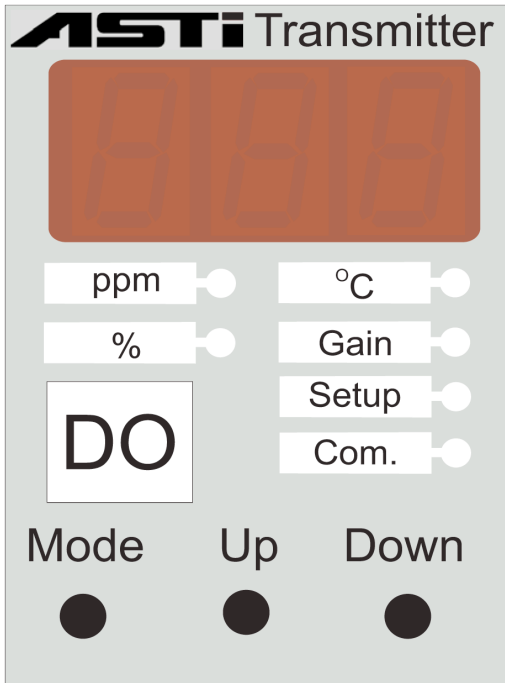 ASTi Transmitter
ppm
°C
%
Gain
Setup
DO
Com.
Mode Up Down